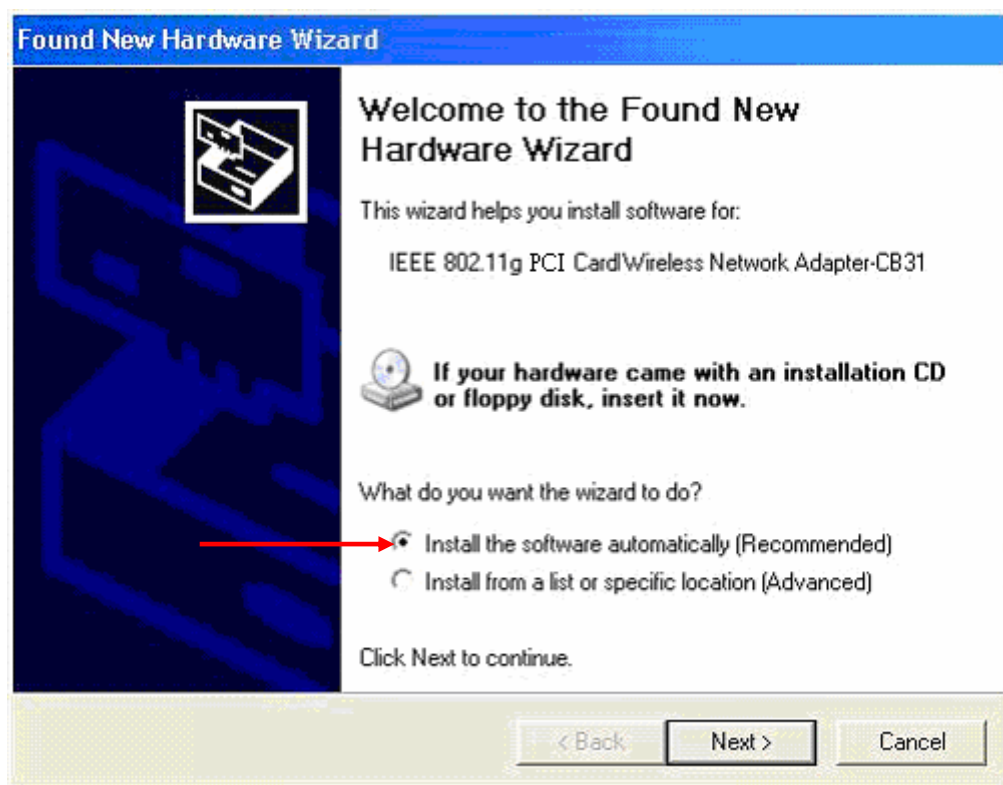 Found New Hardware Wizard
Welcome to the Found New
Hardware Wizard
This wizard helps you install software for:
IEEE 802.11g PCI Card/Wireless Network Adapter-CB31
If your hardware came with an installation CD
or floppy disk, insert it now.
What do you want the wizard to do?
Install the software automatically (Recommended)
Install from a list or specific location (Advanced)
Click Next to continue.
< Back Next > Cancel